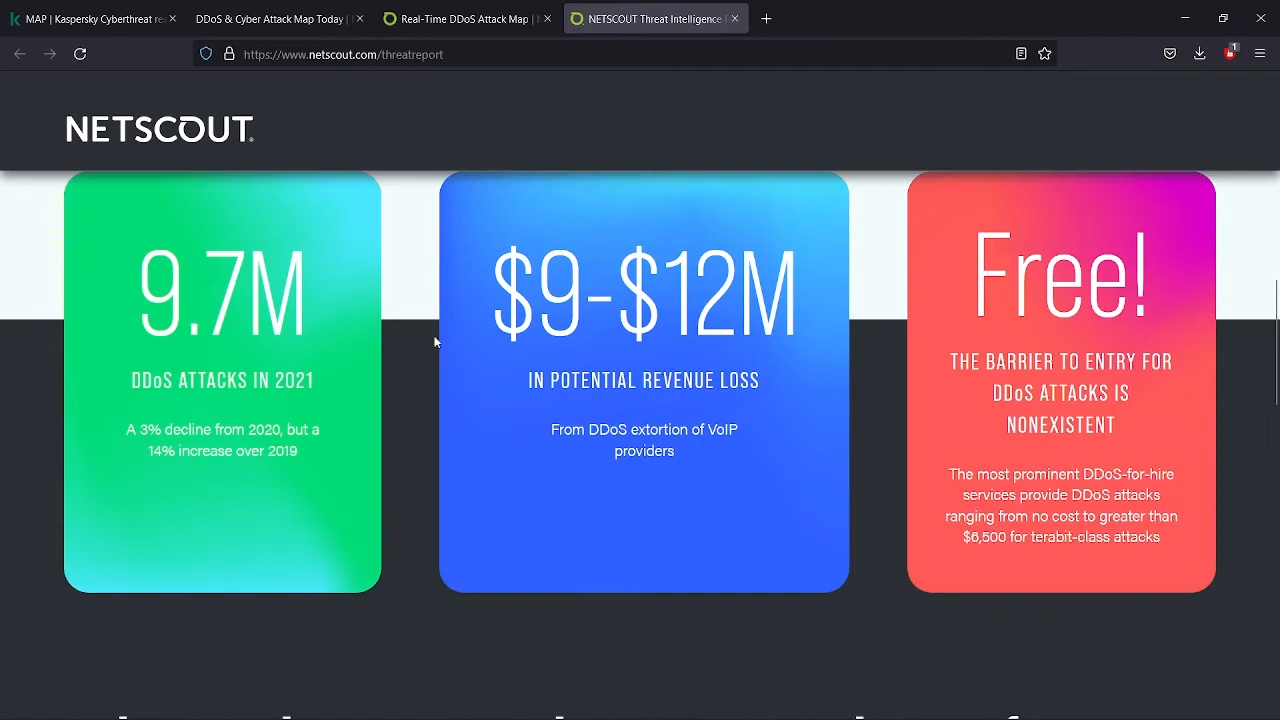 MAP | Kaspersky Cyberthreat rea
DDoS & Cyber Attack Map Today |
Real-Time DDoS Attack Map |
NETSCOUT Threat Intelligence
https://www.netscout.com/threatreport
1
NETSCOUT
9.7M
DDoS ATTACKS IN 2021
A 3% decline from 2020, but a
14% increase over 2019
$9-$12M
IN POTENTIAL REVENUE LOSS
From DDoS extortion of VoIP
providers
Free!
THE BARRIER TO ENTRY FOR
DDoS ATTACKS IS
NONEXISTENT
The most prominent DDoS-for-hire
services provide DDoS attacks
ranging from no cost to greater than
$6,500 for terabit-class attacks